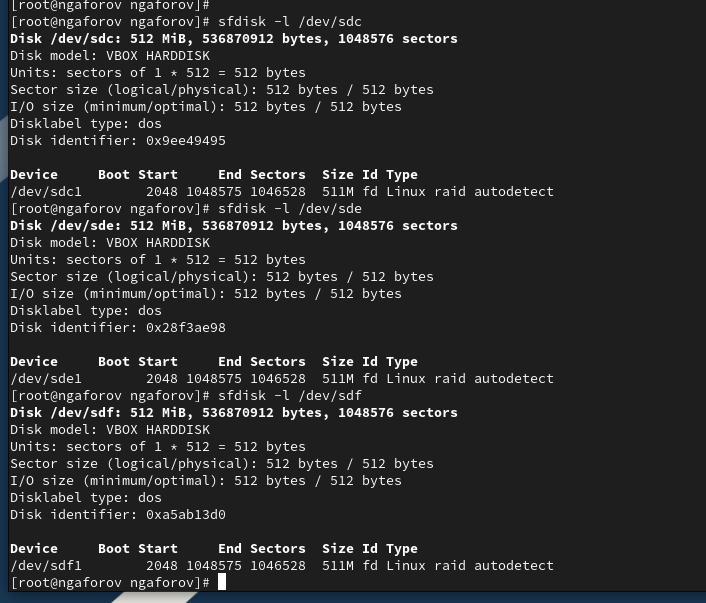 [root@ngaforov ngaforov]#
[root@ngaforov ngaforov]# sfdisk -l /dev/sdc
Disk /dev/sdc: 512 MiB, 536870912 bytes, 1048576 sectors
Disk model: VBOX HARDDISK
Units: sectors of 1 * 512 = 512 bytes
Sector size (logical/physical): 512 bytes / 512 bytes
I/O size (minimum/optimal): 512 bytes / 512 bytes
Disklabel type: dos
Disk identifier: 0x9ee49495
Device     Boot Start     End Sectors  Size Id Type
/dev/sdc1        2048 1048575 1046528  511M fd Linux raid autodetect
[root@ngaforov ngaforov]# sfdisk -l /dev/sde
Disk /dev/sde: 512 MiB, 536870912 bytes, 1048576 sectors
Disk model: VBOX HARDDISK
Units: sectors of 1 * 512 = 512 bytes
Sector size (logical/physical): 512 bytes / 512 bytes
I/O size (minimum/optimal): 512 bytes / 512 bytes
Disklabel type: dos
Disk identifier: 0x28f3ae98
Device     Boot Start     End Sectors  Size Id Type
/dev/sde1        2048 1048575 1046528  511M fd Linux raid autodetect
[root@ngaforov ngaforov]# sfdisk -l /dev/sdf
Disk /dev/sdf: 512 MiB, 536870912 bytes, 1048576 sectors
Disk model: VBOX HARDDISK
Units: sectors of 1 * 512 = 512 bytes
Sector size (logical/physical): 512 bytes / 512 bytes
I/O size (minimum/optimal): 512 bytes / 512 bytes
Disklabel type: dos
Disk identifier: 0xa5ab13d0
Device     Boot Start     End Sectors  Size Id Type
/dev/sdf1        2048 1048575 1046528  511M fd Linux raid autodetect
[root@ngaforov ngaforov]#